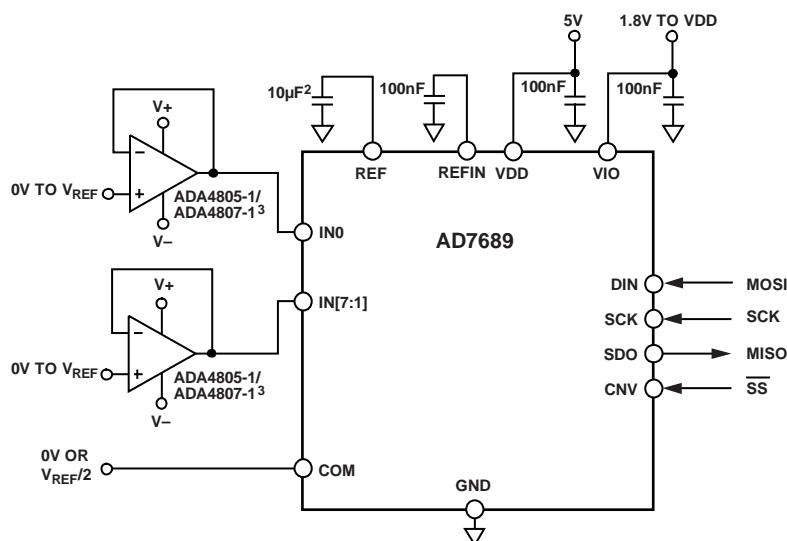 5V
1.8V TO VDD
10µF2
100nF
100nF
100nF
V+
REF
REFIN
VDD
VIO
−
+
0V TO VREF
ADA4805-1/
ADA4807-13
V−
IN0
AD7689
V+
IN[7:1]
DIN
MOSI
SCK
SCK
−
+
SDO
MISO
0V TO VREF
ADA4805-1/
ADA4807-13
CNV
SS
V−
0V OR
VREF/2
COM
GND